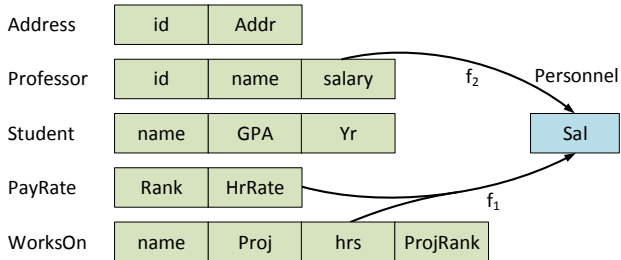 Address id Addr
Professor id name salary f2 Personnel
Student name GPA Yr Sal
PayRate Rank HrRate
f1
WorksOn name Proj hrs ProjRank